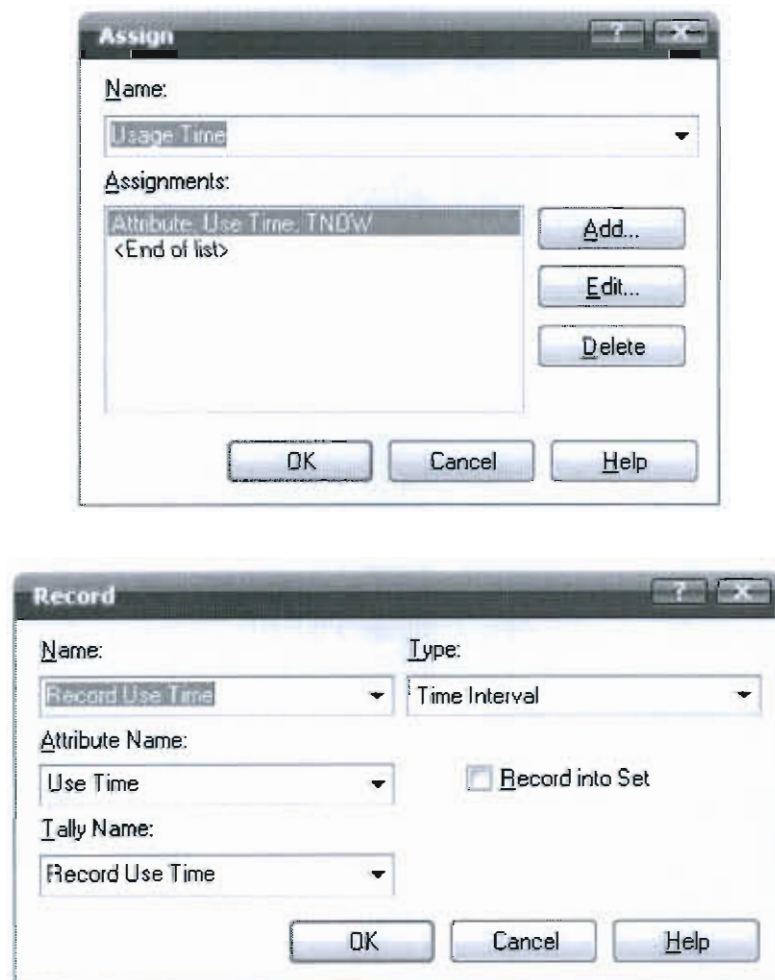 Assign
Name:
Usage Time
Assignments:
Attribute, Use Time, TNOW
<End of list>
Add...
Edit...
Delete
OK Cancel Help
Record
Name: Type:
Record Use Time Time Interval
Attribute Name:
Use Time Record into Set
Tally Name:
Record Use Time
OK Cancel Help